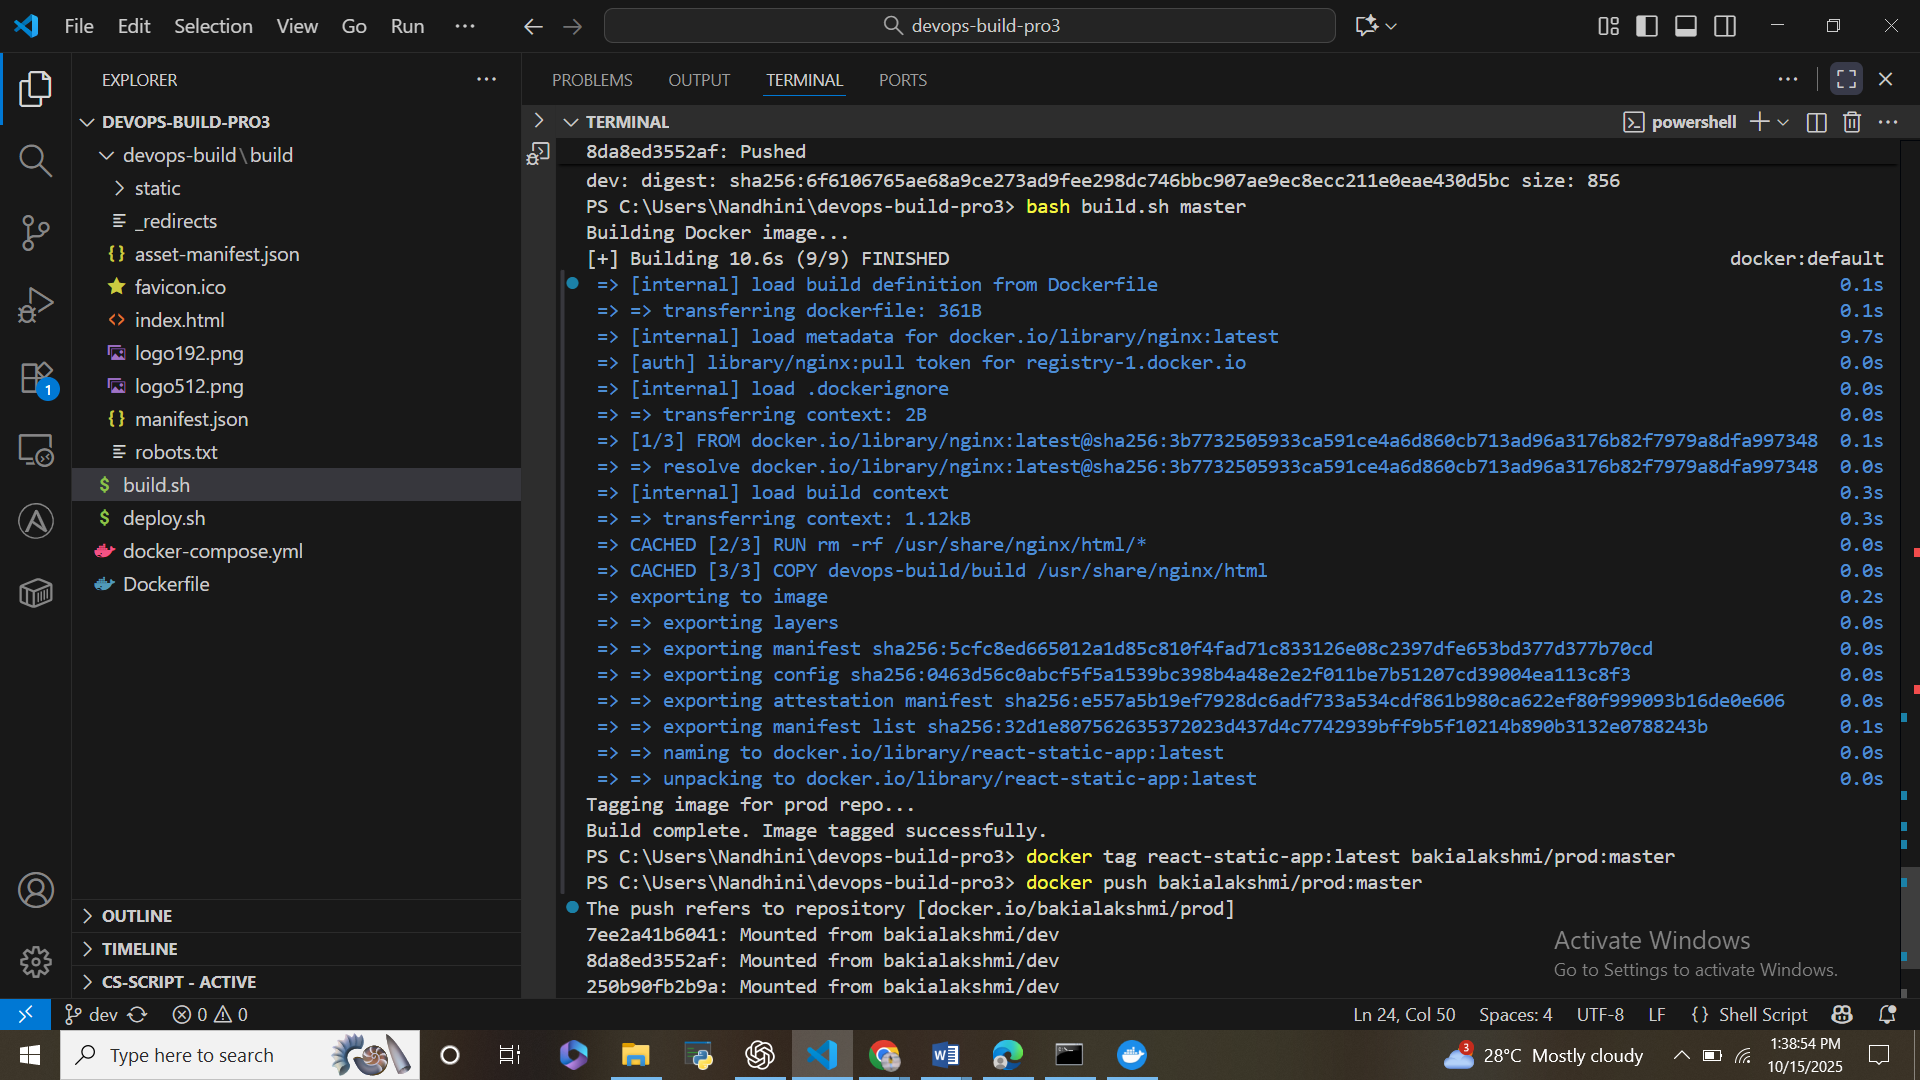 File Edit Selection View Go Run ···
devops-build-pro3
EXPLORER ···
DEVOPS-BUILD-PRO3
devops-build\build
static
_redirects
asset-manifest.json
favicon.ico
index.html
logo192.png
logo512.png
manifest.json
robots.txt
build.sh
deploy.sh
docker-compose.yml
Dockerfile
OUTLINE
TIMELINE
CS-SCRIPT - ACTIVE
1
PROBLEMS OUTPUT TERMINAL PORTS
TERMINAL
powershell
8da8ed3552af: Pushed
dev: digest: sha256:6f6106765ae68a9ce273ad9fee298dc746bbc907ae9ec8ecc211e0eae430d5bc size: 856
PS C:\Users\Nandhini\devops-build-pro3> bash build.sh master
Building Docker image...
[+] Building 10.6s (9/9) FINISHED docker:default
=> [internal] load build definition from Dockerfile 0.1s
=> => transferring dockerfile: 361B 0.1s
=> [internal] load metadata for docker.io/library/nginx:latest 9.7s
=> [auth] library/nginx:pull token for registry-1.docker.io 0.0s
=> [internal] load .dockerignore 0.0s
=> => transferring context: 2B 0.0s
=> [1/3] FROM docker.io/library/nginx:latest@sha256:3b7732505933ca591ce4a6d860cb713ad96a3176b82f7979a8dfa997348 0.1s
=> => resolve docker.io/library/nginx:latest@sha256:3b7732505933ca591ce4a6d860cb713ad96a3176b82f7979a8dfa997348 0.0s
=> [internal] load build context 0.3s
=> => transferring context: 1.12kB 0.3s
=> CACHED [2/3] RUN rm -rf /usr/share/nginx/html/* 0.0s
=> CACHED [3/3] COPY devops-build/build /usr/share/nginx/html 0.0s
=> exporting to image 0.2s
=> => exporting layers 0.0s
=> => exporting manifest sha256:5cfc8ed665012a1d85c810f4fad71c833126e08c2397dfe653bd377d377b70cd 0.0s
=> => exporting config sha256:0463d56c0abcf5f5a1539bc398b4a48e2e2f011be7b51207cd39004ea113c8f3 0.0s
=> => exporting attestation manifest sha256:e557a5b19ef7928dc6adf733a534cdf861b980ca622ef80f999093b16de0e606 0.0s
=> => exporting manifest list sha256:32d1e807562635372023d437d4c7742939bff9b5f10214b890b3132e0788243b 0.1s
=> => naming to docker.io/library/react-static-app:latest 0.0s
=> => unpacking to docker.io/library/react-static-app:latest 0.0s
Tagging image for prod repo...
Build complete. Image tagged successfully.
PS C:\Users\Nandhini\devops-build-pro3> docker tag react-static-app:latest bakialakshmi/prod:master
PS C:\Users\Nandhini\devops-build-pro3> docker push bakialakshmi/prod:master
The push refers to repository [docker.io/bakialakshmi/prod]
7ee2a41b6041: Mounted from bakialakshmi/dev
8da8ed3552af: Mounted from bakialakshmi/dev
250b90fb2b9a: Mounted from bakialakshmi/dev
Activate Windows
Go to Settings to activate Windows.
dev 0 0 Ln 24, Col 50 Spaces: 4 UTF-8 LF {} Shell Script
Type here to search
3 28°C Mostly cloudy
1:38:54 PM
10/15/2025